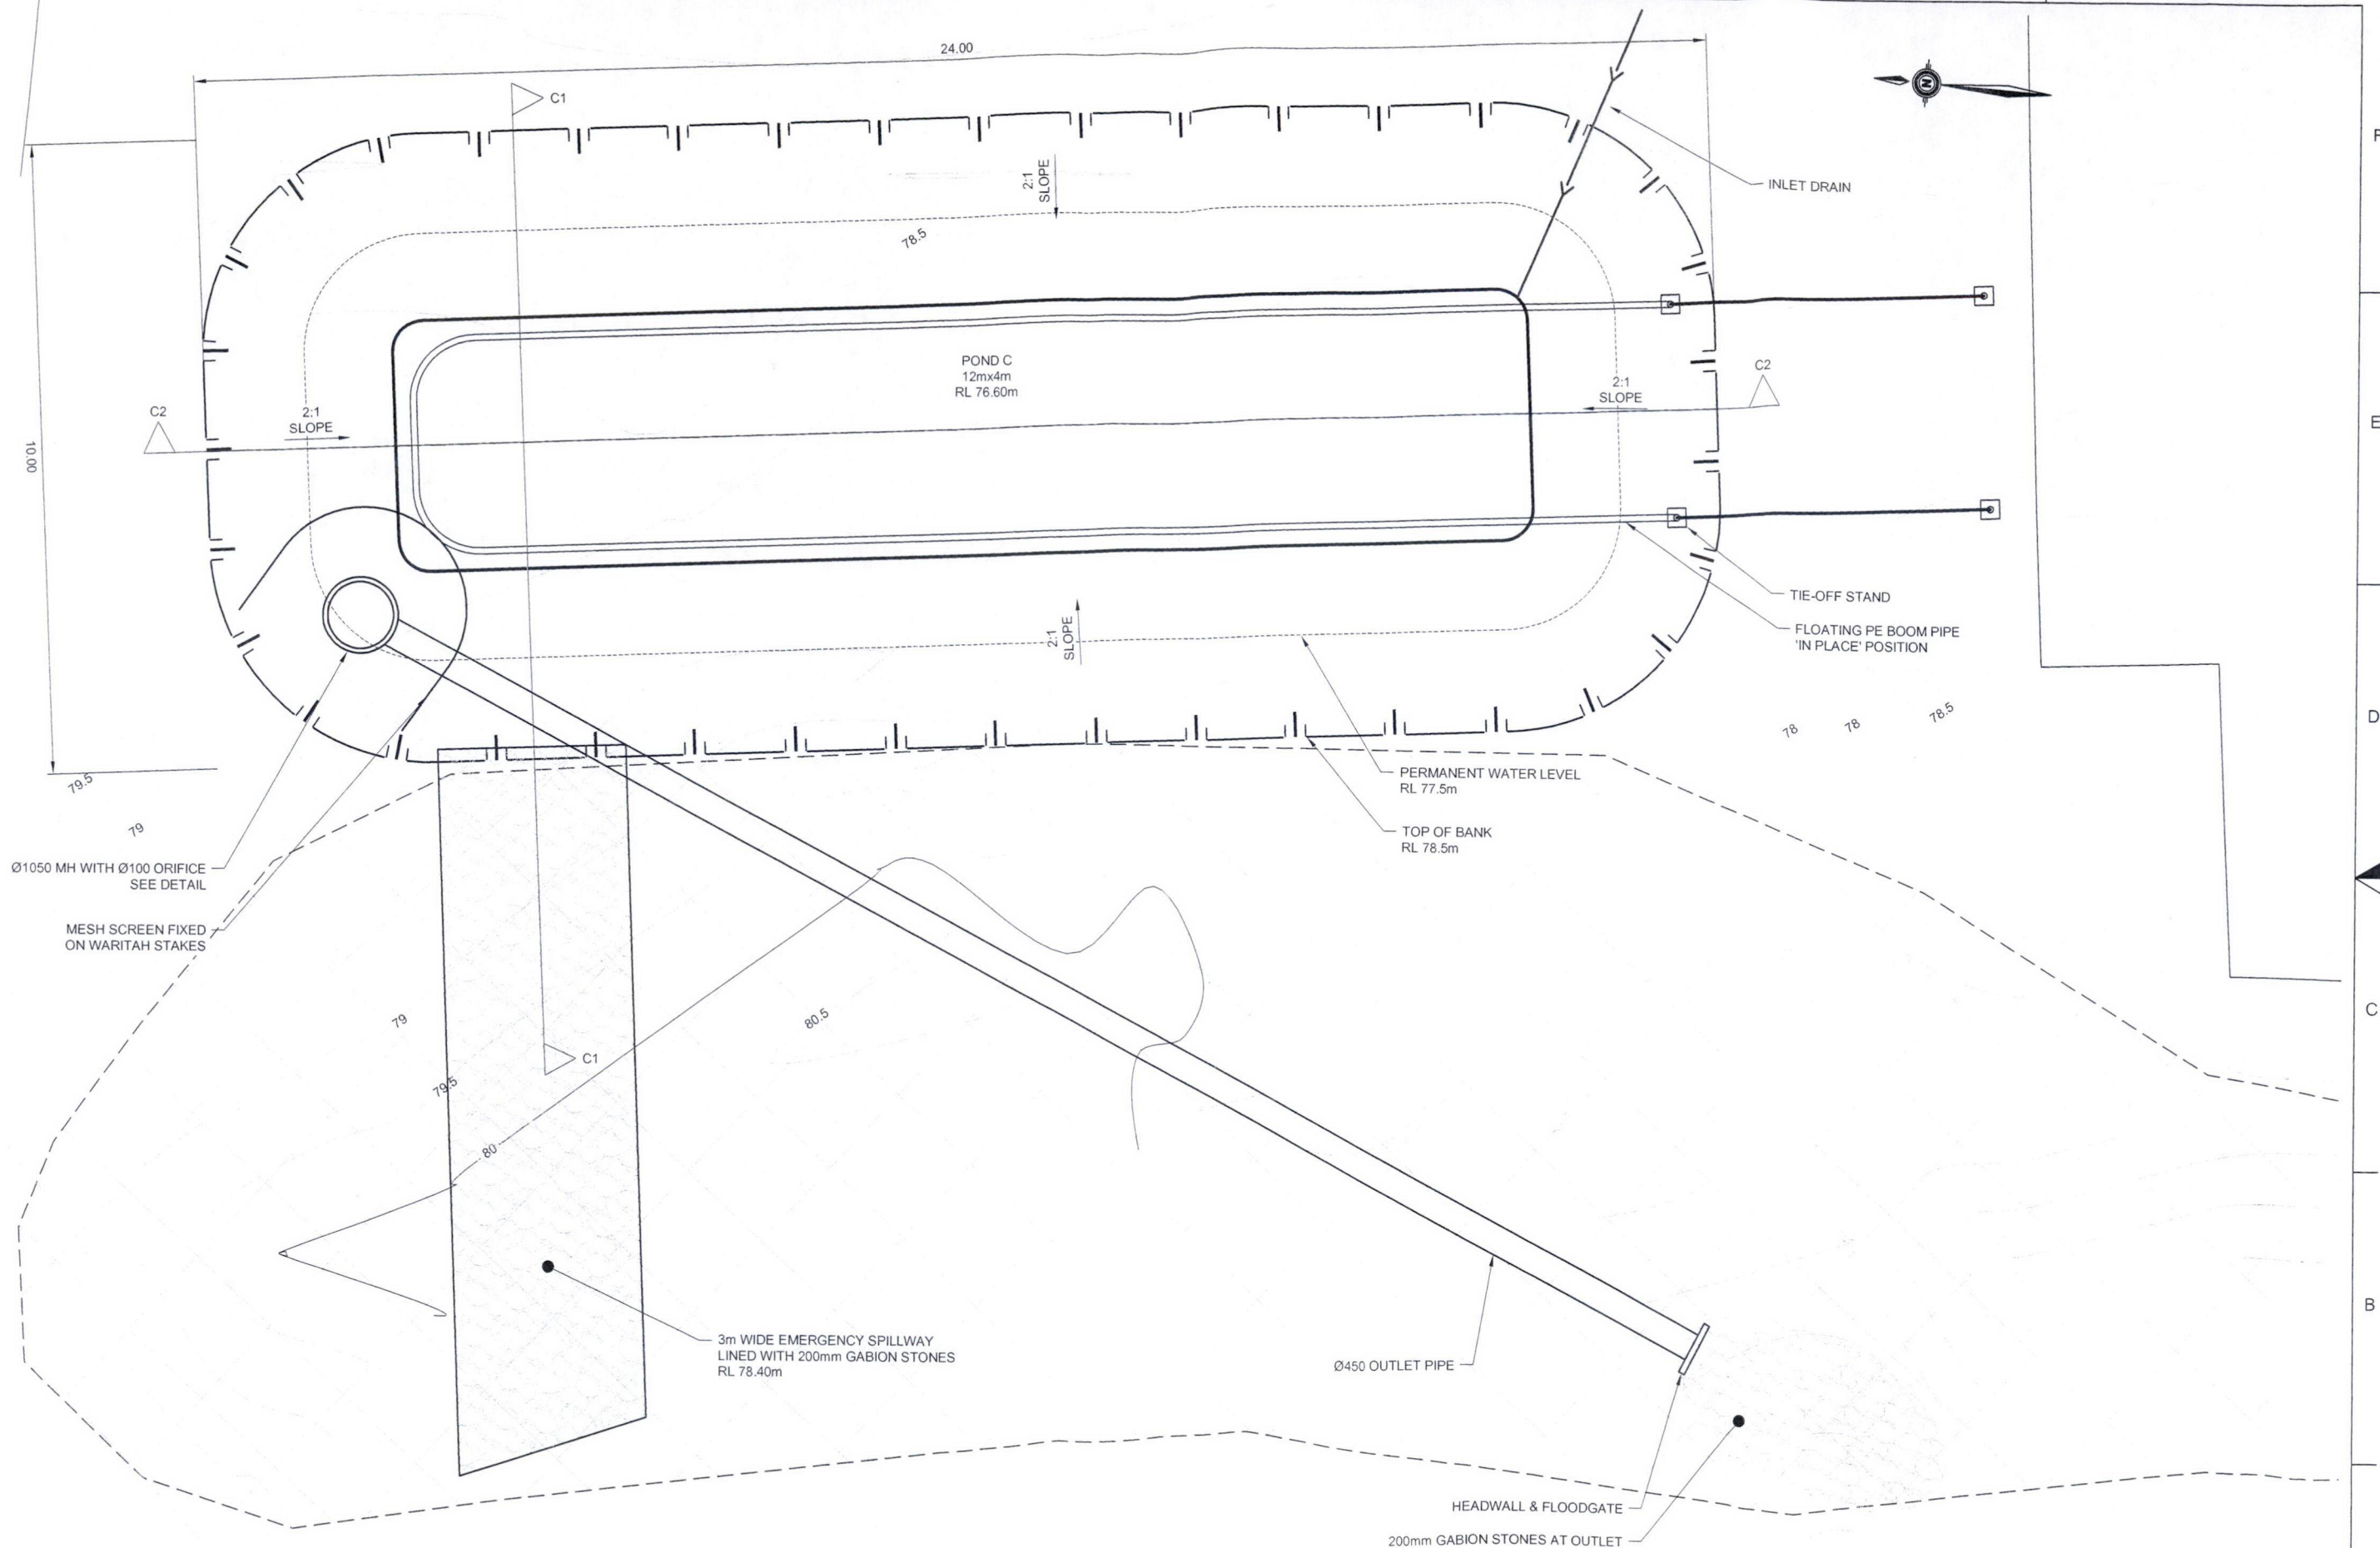 24.00
C1
N
F
INLET DRAIN
2:1
SLOPE
78.5
POND C
12mx4m
RL 76.60m
C2
2:1
SLOPE
C2
2:1
SLOPE
E
10.00
TIE-OFF STAND
FLOATING PE BOOM PIPE
'IN PLACE' POSITION
2:1
SLOPE
78
78
78.5
D
PERMANENT WATER LEVEL
RL 77.5m
79.5
79
TOP OF BANK
RL 78.5m
Ø1050 MH WITH Ø100 ORIFICE
SEE DETAIL
MESH SCREEN FIXED
ON WARITAH STAKES
79
80.5
C
C1
79.5
80
B
3m WIDE EMERGENCY SPILLWAY
LINED WITH 200mm GABION STONES
RL 78.40m
Ø450 OUTLET PIPE
HEADWALL & FLOODGATE
200mm GABION STONES AT OUTLET